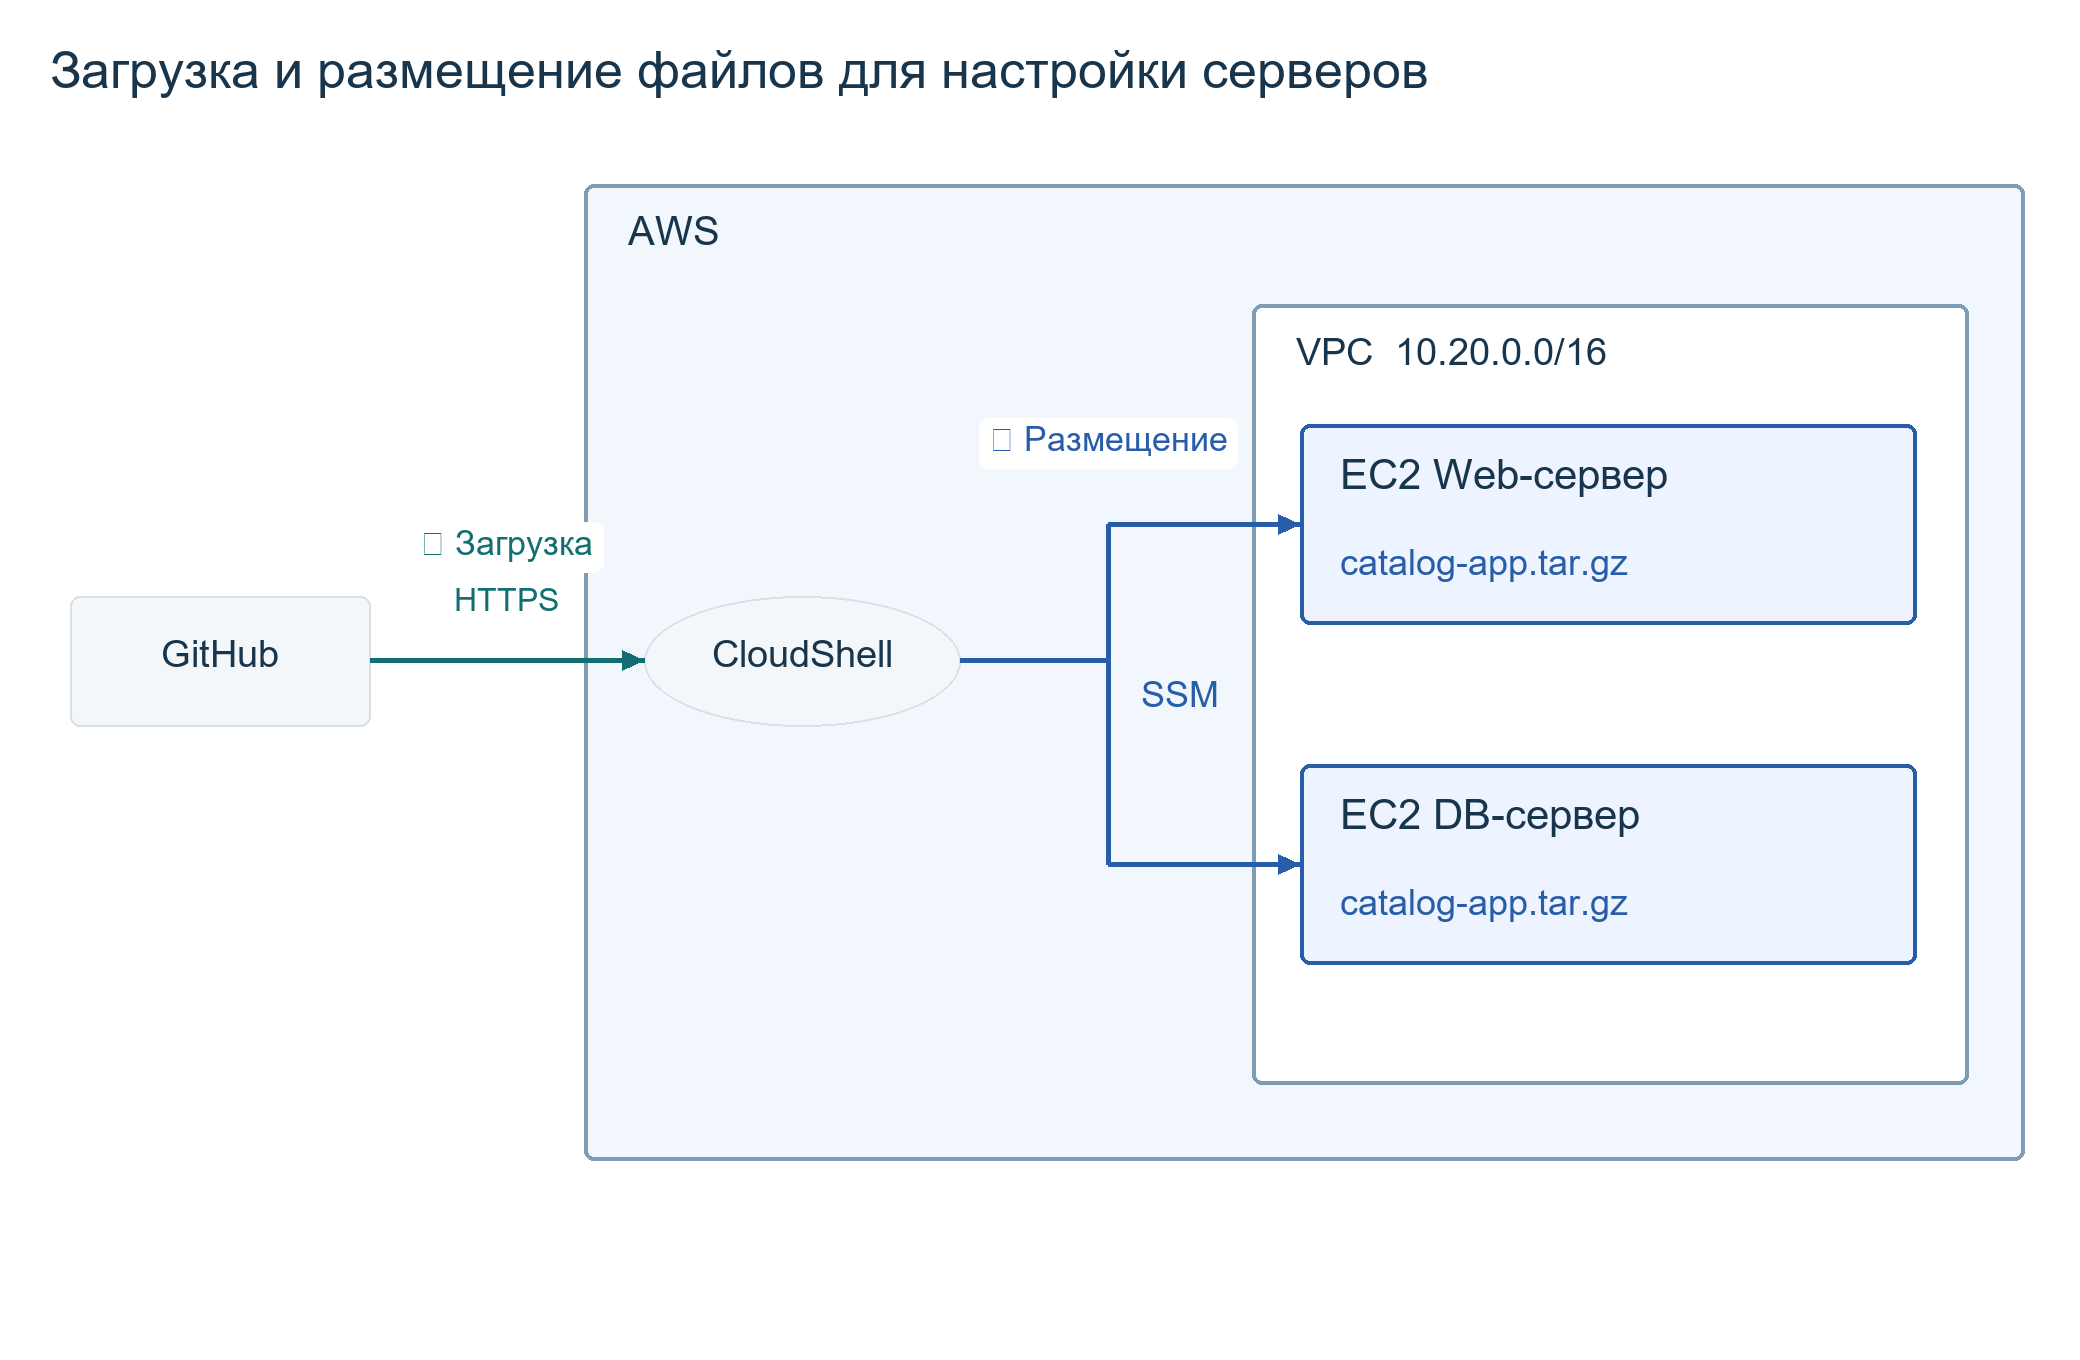 Загрузка и размещение файлов для настройки серверов
AWS
VPC 10.20.0.0/16
Размещение
EC2 Web-сервер
catalog-app.tar.gz
Загрузка
HTTPS
GitHub
CloudShell
SSM
EC2 DB-сервер
catalog-app.tar.gz